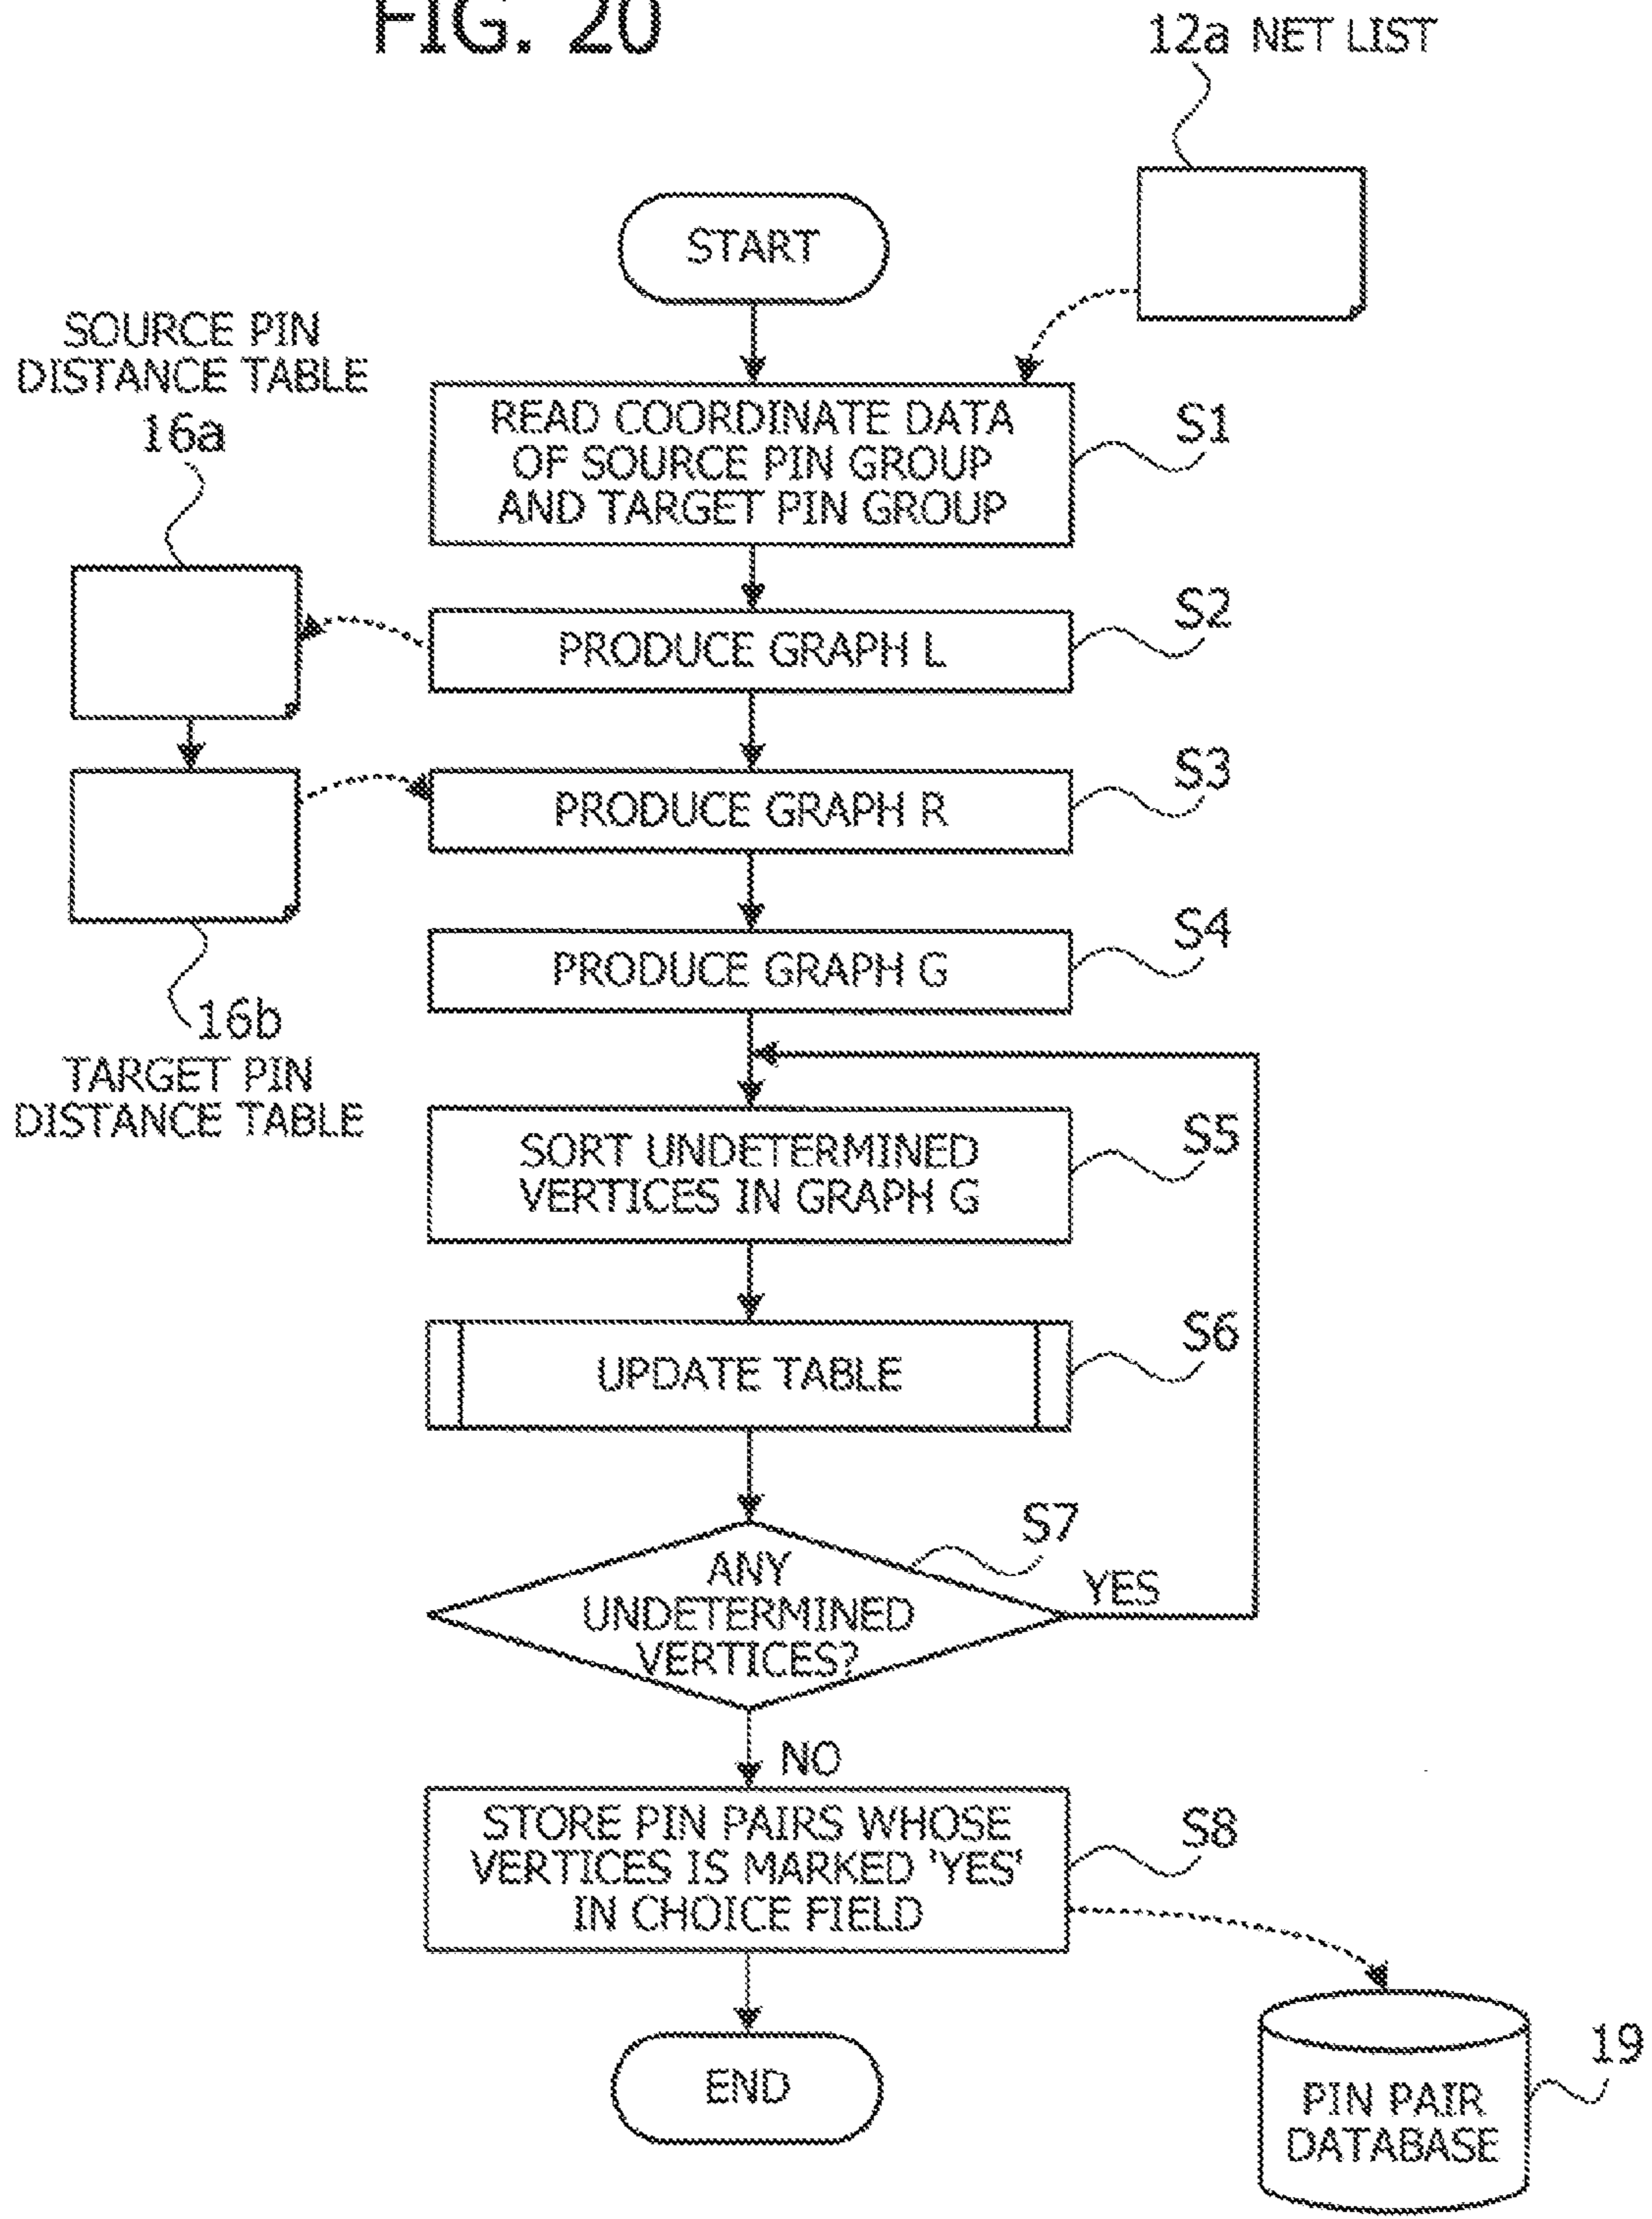 FIG. 20
12a NET LIST
START
SOURCE PIN
DISTANCE TABLE
16a
READ COORDINATE DATA
OF SOURCE PIN GROUP
AND TARGET PIN GROUP
S1
PRODUCE GRAPH L
S2
PRODUCE GRAPH R
S3
PRODUCE GRAPH G
S4
16b
TARGET PIN
DISTANCE TABLE
SORT UNDETERMINED
VERTICES IN GRAPH G
S5
UPDATE TABLE
S6
ANY
UNDETERMINED
VERTICES?
S7
YES
NO
STORE PIN PAIRS WHOSE
VERTICES IS MARKED 'YES'
IN CHOICE FIELD
S8
END
PIN PAIR
DATABASE
19